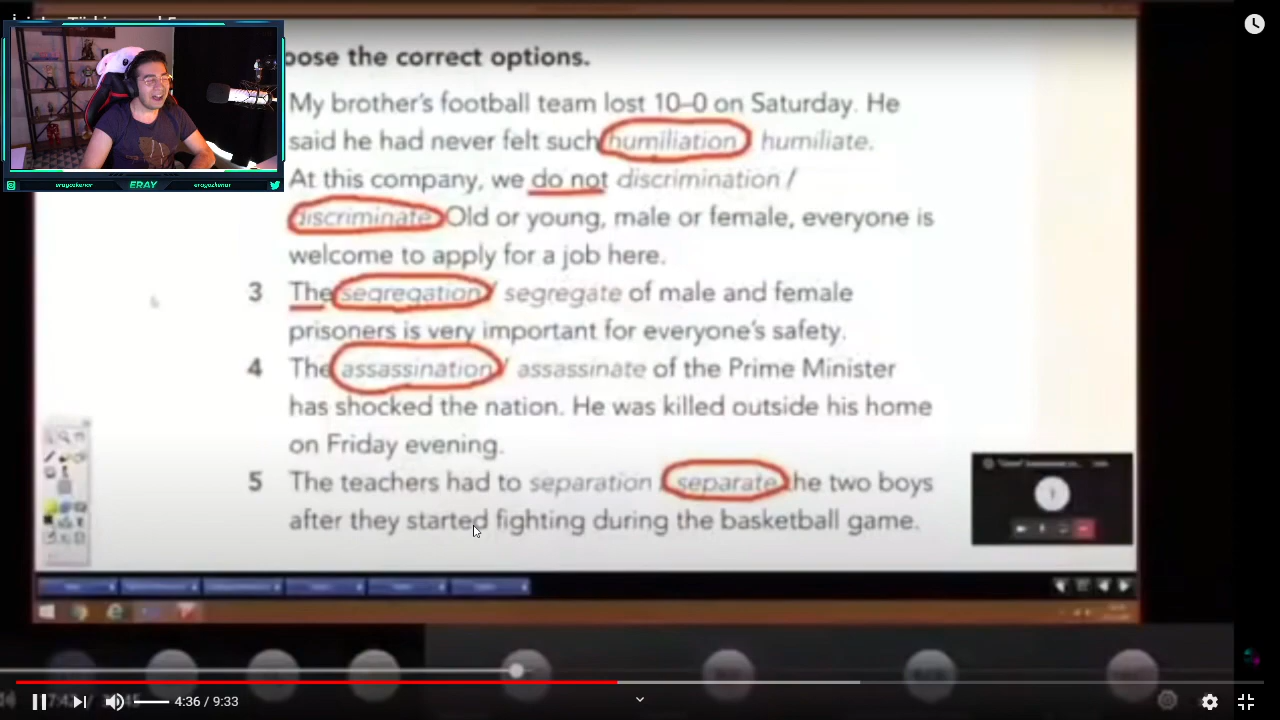 oose the correct options.
My brother's football team lost 10–0 on Saturday. He
said he had never felt such humiliation humiliate.
At this company, we do not discrimination /
discriminate. Old or young, male or female, everyone is
welcome to apply for a job here.
3 The segregation / segregate of male and female
prisoners is very important for everyone's safety.
4 The assassination / assassinate of the Prime Minister
has shocked the nation. He was killed outside his home
on Friday evening.
5 The teachers had to separation / separate the two boys
after they started fighting during the basketball game.
erayozkenar ERAY erayozkenar
4:36 / 9:33